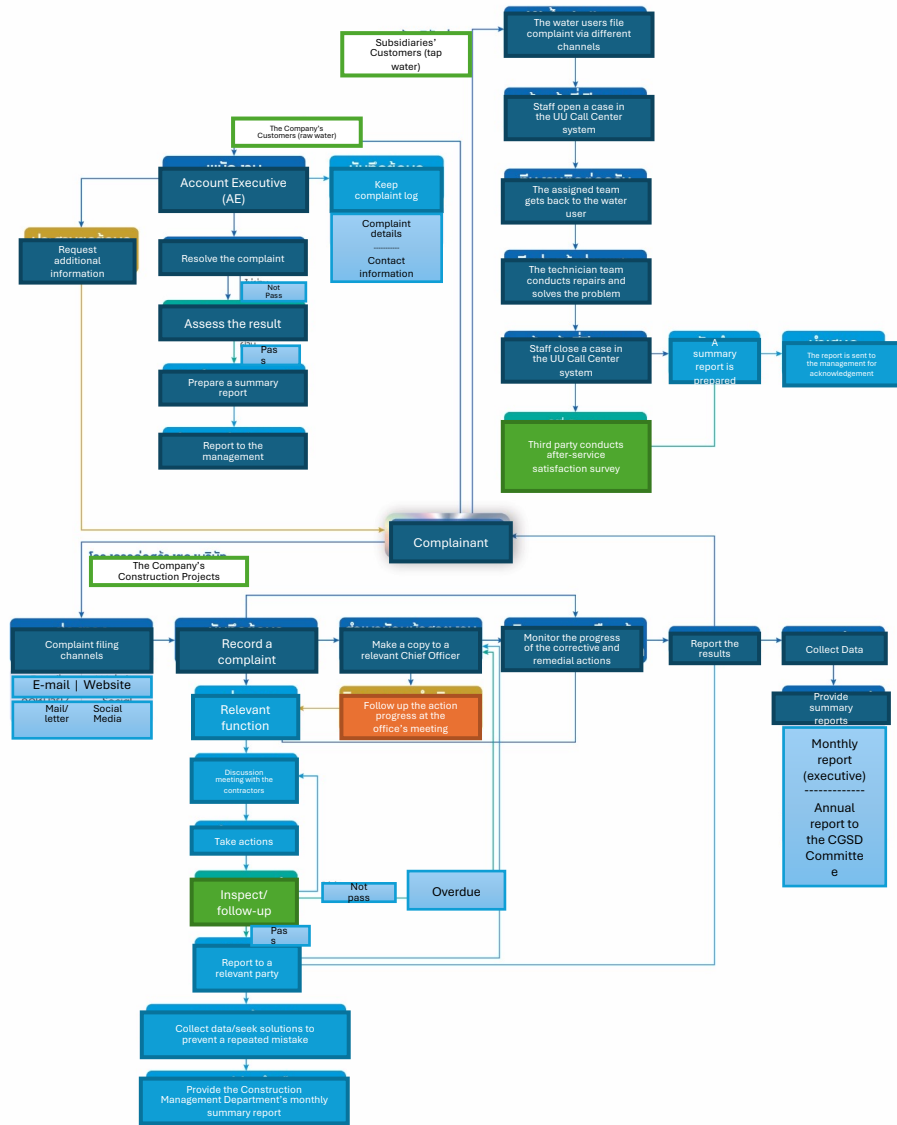 The water users file
complaint via different
channels
Subsidiaries'
Customers (tap
water)
Staff open a case in
the UU Call Center
system
The Company's
Customers (raw water)
Account Executive
(AE)
Keep
complaint log
Complaint
details
Contact
information
The assigned team
gets back to the water
user
Request
additional
information
Resolve the complaint
Not
Pass
The technician team
conducts repairs and
solves the problem
Assess the result
Pas
s
Staff close a case in
the UU Call Center
system
A
summary
report is
prepared
The report is sent to
the management for
acknowledgement
Prepare a summary
report
Report to the
management
Third party conducts
after-service
satisfaction survey
Complainant
The Company's
Construction Projects
Complaint filing
channels
E-mail | Website
Mail/
letter
Social
Media
Record a
complaint
Make a copy to a
relevant Chief Officer
Monitor the progress
of the corrective and
remedial actions
Report the
results
Collect Data
Relevant
function
Follow up the action
progress at the
office's meeting
Provide
summary
reports
Monthly
report
(executive)
-------------
Annual
report to
the CGSD
Committe
e
Discussion
meeting with the
contractors
Take actions
Inspect/
follow-up
Not
pass
Overdue
Pas
s
Report to a
relevant party
Collect data/seek solutions to
prevent a repeated mistake
Provide the Construction
Management Department's monthly
summary report